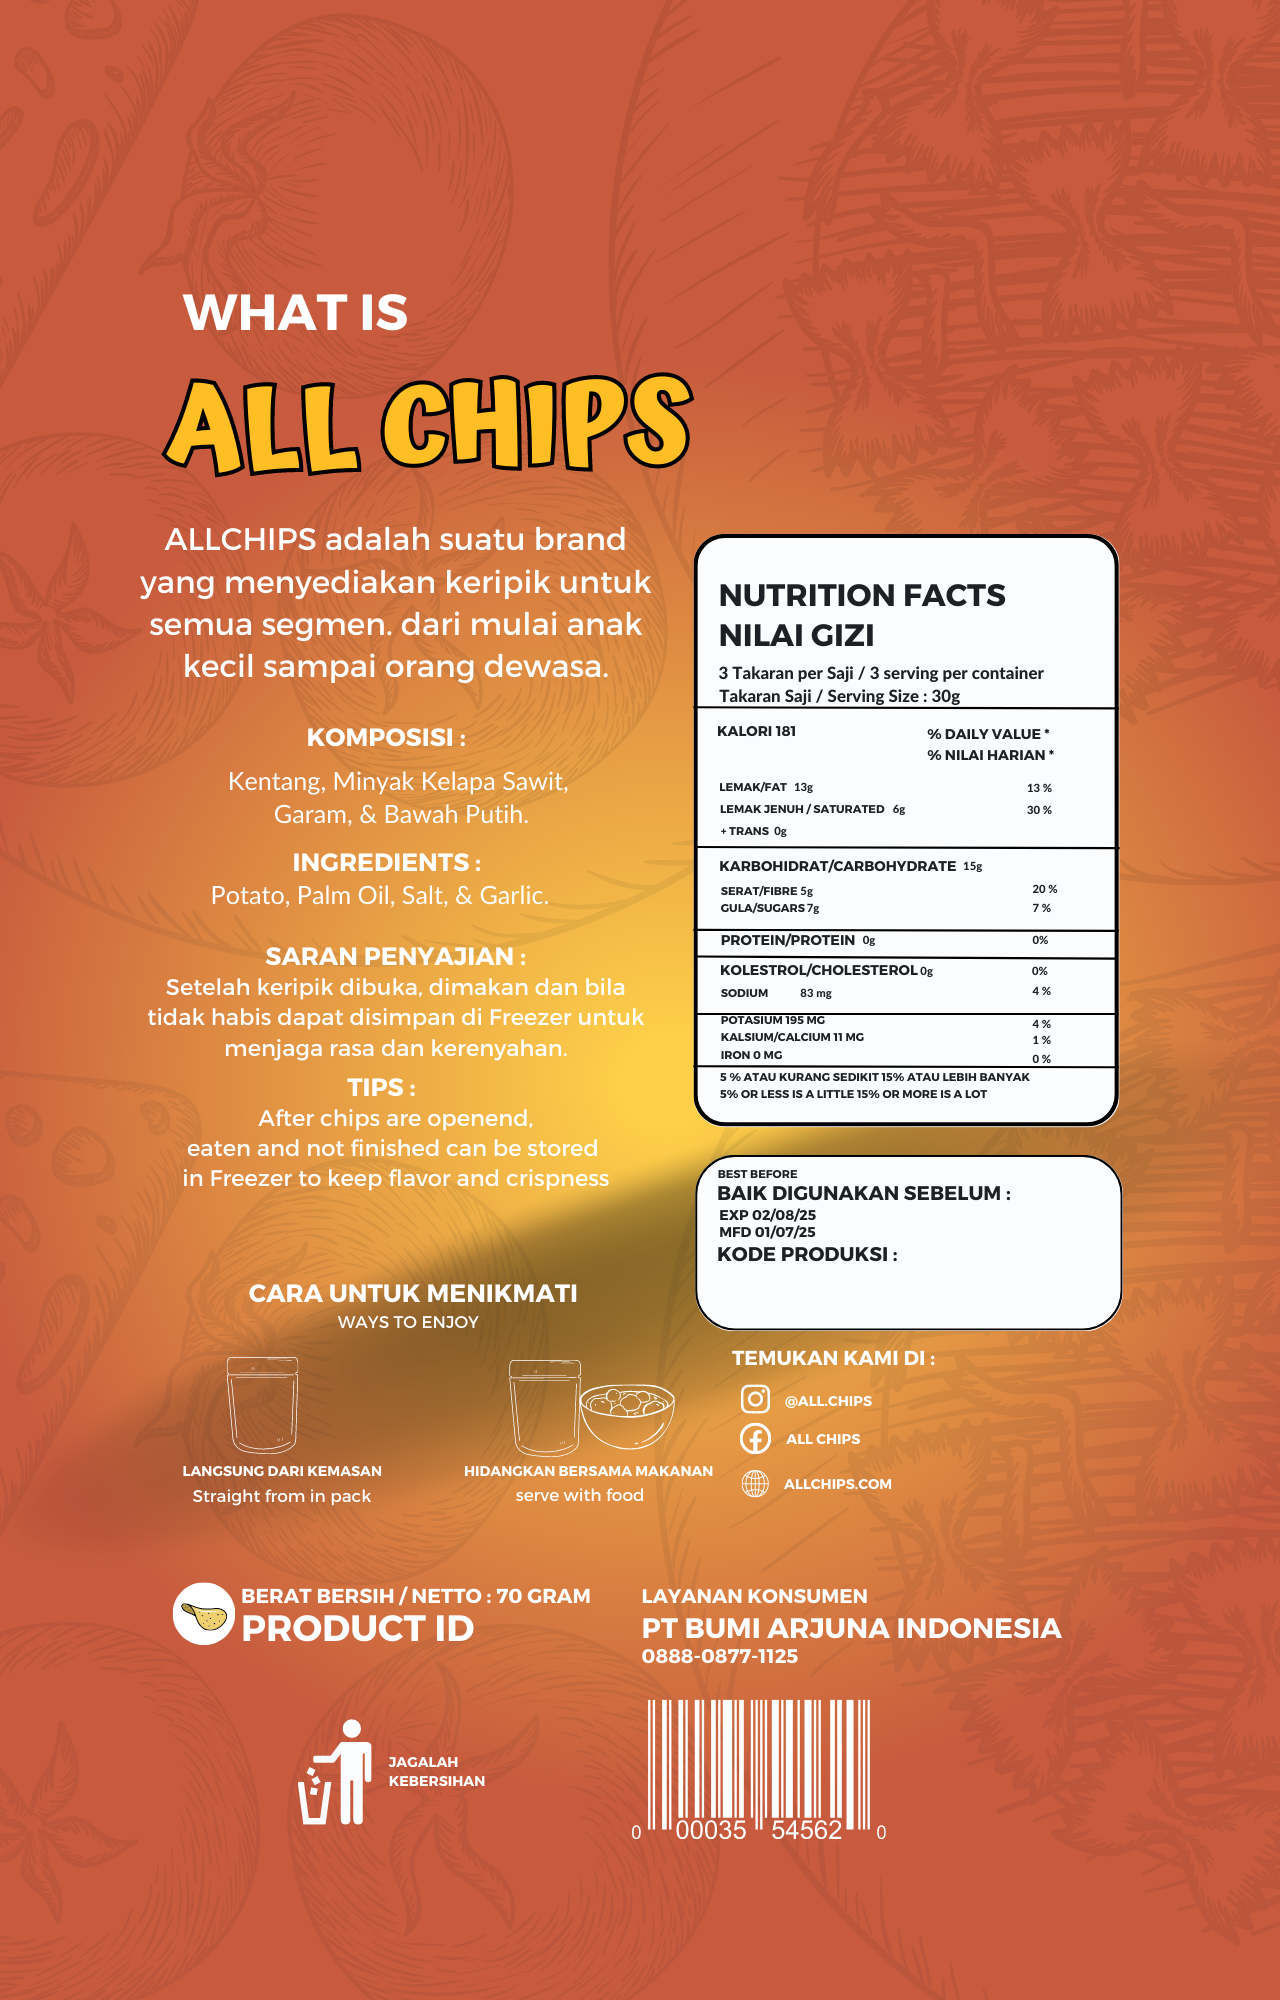 WHAT IS
ALL CHIPS
ALLCHIPS adalah suatu brand
yang menyediakan keripik untuk
semua segmen. dari mulai anak
kecil sampai orang dewasa.
KOMPOSISI :
Kentang, Minyak Kelapa Sawit,
Garam, & Bawah Putih.
INGREDIENTS :
Potato, Palm Oil, Salt, & Garlic.
SARAN PENYAJIAN :
Setelah keripik dibuka, dimakan dan bila
tidak habis dapat disimpan di Freezer untuk
menjaga rasa dan kerenyahan.
TIPS :
After chips are openend,
eaten and not finished can be stored
in Freezer to keep flavor and crispness
NUTRITION FACTS
NILAI GIZI
3 Takaran per Saji / 3 serving per container
Takaran Saji / Serving Size : 30g
KALORI 181
% DAILY VALUE *
% NILAI HARIAN *
LEMAK/FAT 13g 13 %
LEMAK JENUH / SATURATED 6g 30 %
+ TRANS 0g
KARBOHIDRAT/CARBOHYDRATE 15g
SERAT/FIBRE 5g 20 %
GULA/SUGARS 7g 7 %
PROTEIN/PROTEIN 0g 0%
KOLESTROL/CHOLESTEROL 0g 0%
SODIUM 83 mg 4 %
POTASIUM 195 MG 4 %
KALSIUM/CALCIUM 11 MG 1 %
IRON 0 MG 0 %
5 % ATAU KURANG SEDIKIT 15% ATAU LEBIH BANYAK
5% OR LESS IS A LITTLE 15% OR MORE IS A LOT
BEST BEFORE
BAIK DIGUNAKAN SEBELUM :
EXP 02/08/25
MFD 01/07/25
KODE PRODUKSI :
CARA UNTUK MENIKMATI
WAYS TO ENJOY
LANGSUNG DARI KEMASAN
Straight from in pack
HIDANGKAN BERSAMA MAKANAN
serve with food
TEMUKAN KAMI DI :
@ALL.CHIPS
ALL CHIPS
ALLCHIPS.COM
BERAT BERSIH / NETTO : 70 GRAM
PRODUCT ID
LAYANAN KONSUMEN
PT BUMI ARJUNA INDONESIA
0888-0877-1125
JAGALAH
KEBERSIHAN
0 00035 54562 0